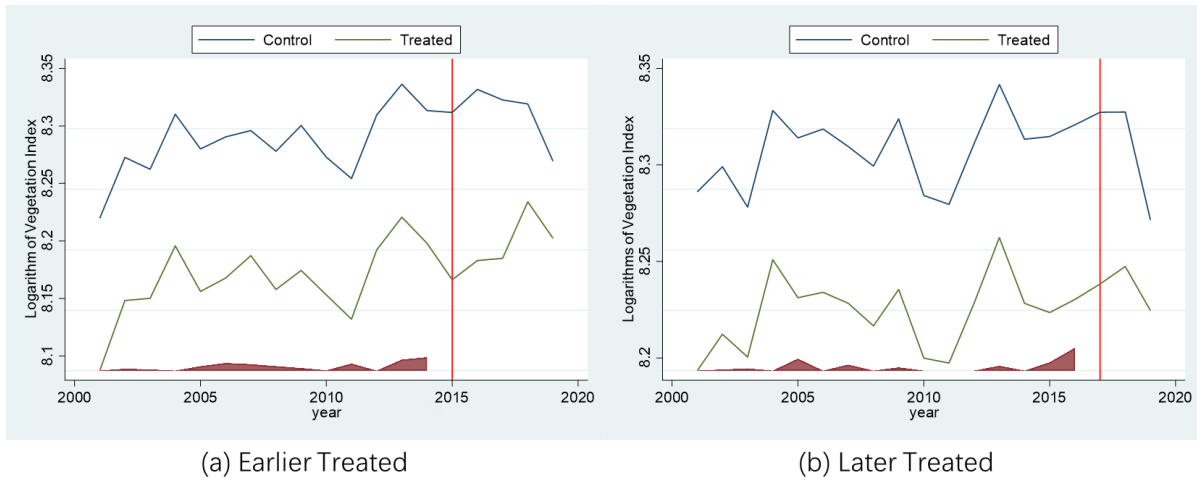 Control Treated
8.35
8.3
8.25
8.2
8.15
8.1
Logarithm of Vegetation Index
2000 2005 2010 2015 2020
year
(a) Earlier Treated
Control Treated
8.35
8.3
8.25
8.2
Logarithms of Vegetation Index
2000 2005 2010 2015 2020
year
(b) Later Treated